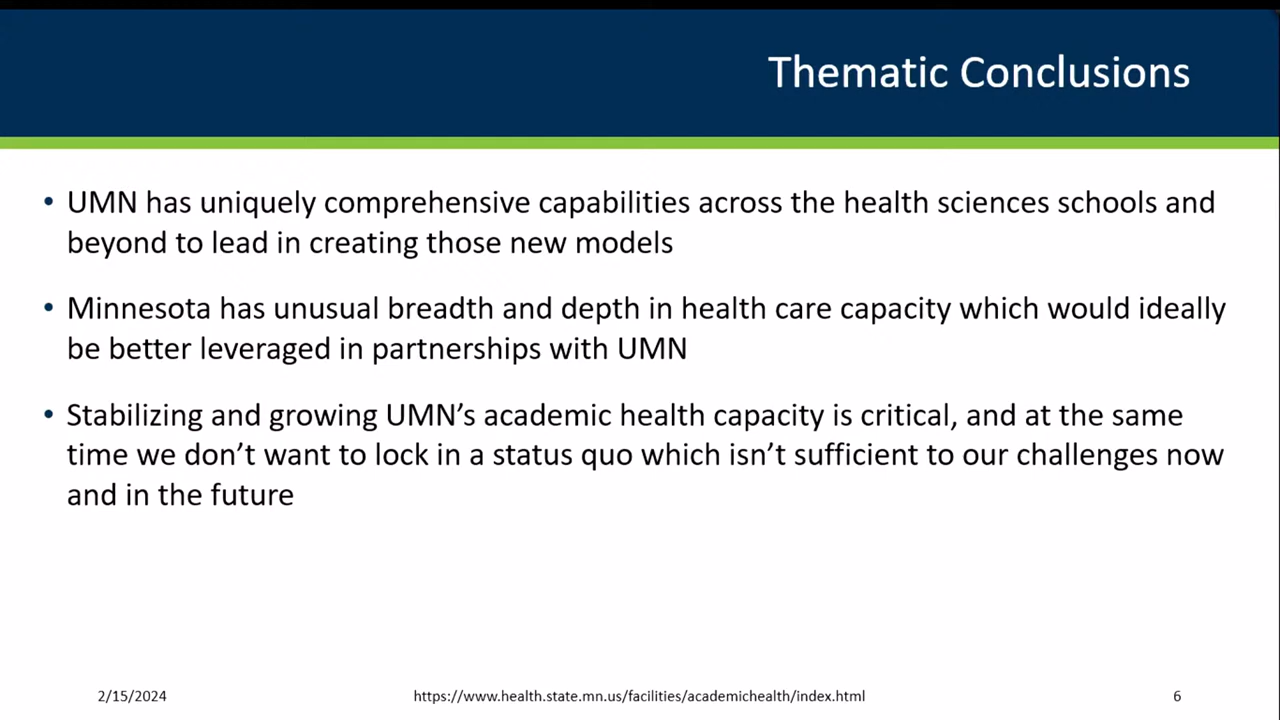 Thematic Conclusions
• UMN has uniquely comprehensive capabilities across the health sciences schools and
beyond to lead in creating those new models
• Minnesota has unusual breadth and depth in health care capacity which would ideally
be better leveraged in partnerships with UMN
• Stabilizing and growing UMN’s academic health capacity is critical, and at the same
time we don’t want to lock in a status quo which isn’t sufficient to our challenges now
and in the future
2/15/2024
https://www.health.state.mn.us/facilities/academichealth/index.html
6